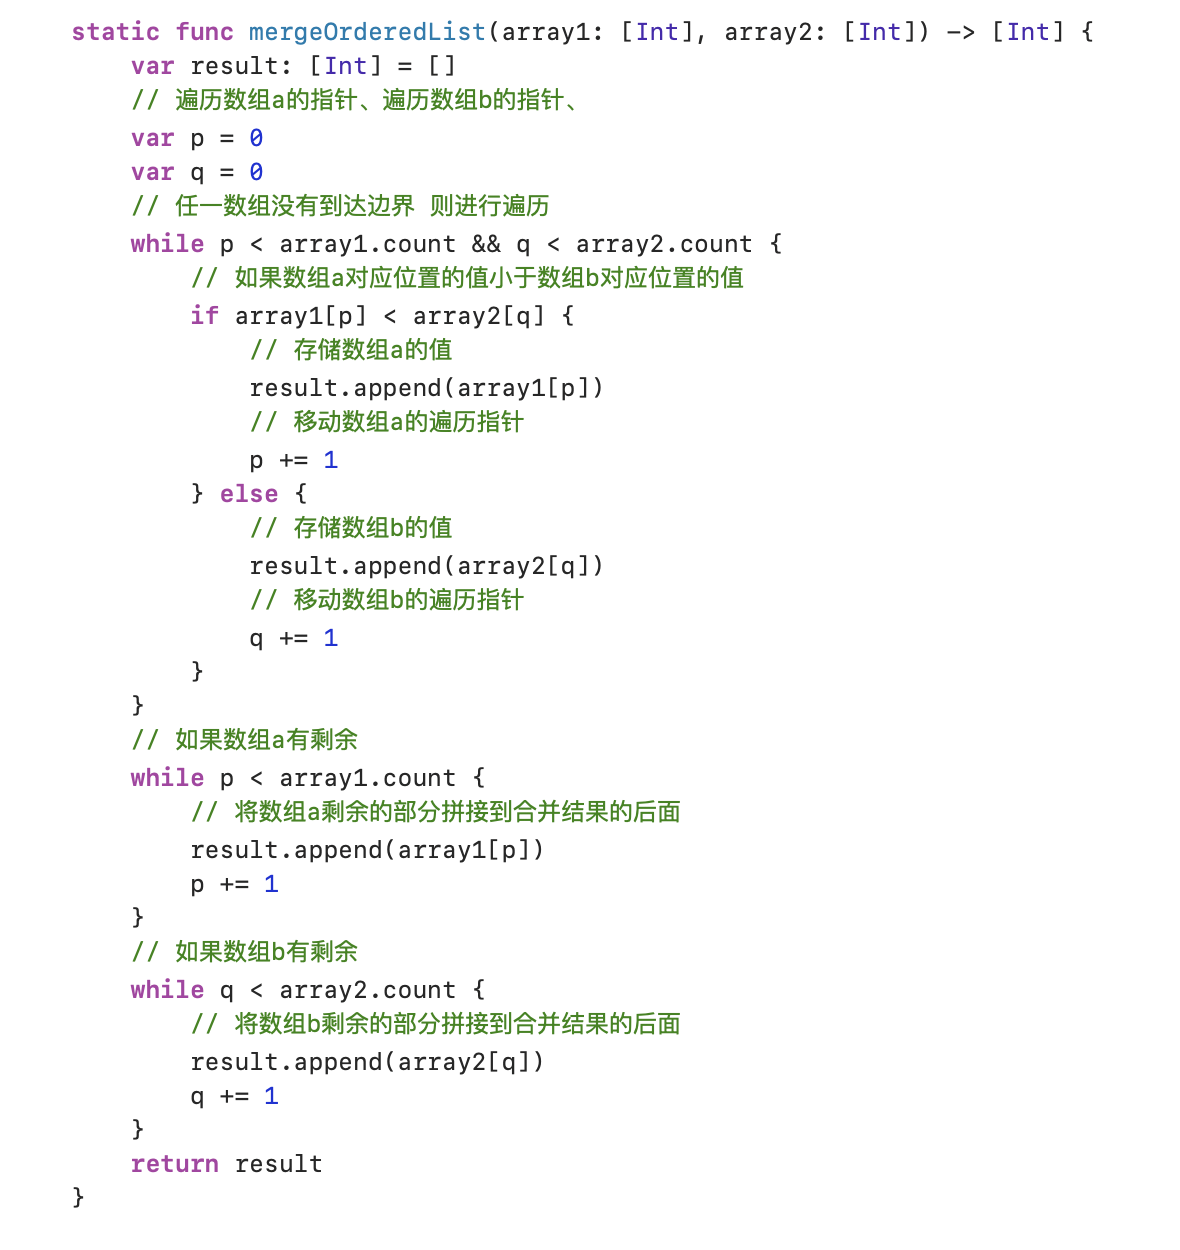 static func mergeOrderedList(array1: [Int], array2: [Int]) -> [Int] {
    var result: [Int] = []
    // 遍历数组a的指针、遍历数组b的指针、
    var p = 0
    var q = 0
    // 任一数组没有到达边界 则进行遍历
    while p < array1.count && q < array2.count {
        // 如果数组a对应位置的值小于数组b对应位置的值
        if array1[p] < array2[q] {
            // 存储数组a的值
            result.append(array1[p])
            // 移动数组a的遍历指针
            p += 1
        } else {
            // 存储数组b的值
            result.append(array2[q])
            // 移动数组b的遍历指针
            q += 1
        }
    }
    // 如果数组a有剩余
    while p < array1.count {
        // 将数组a剩余的部分拼接到合并结果的后面
        result.append(array1[p])
        p += 1
    }
    // 如果数组b有剩余
    while q < array2.count {
        // 将数组b剩余的部分拼接到合并结果的后面
        result.append(array2[q])
        q += 1
    }
    return result
}